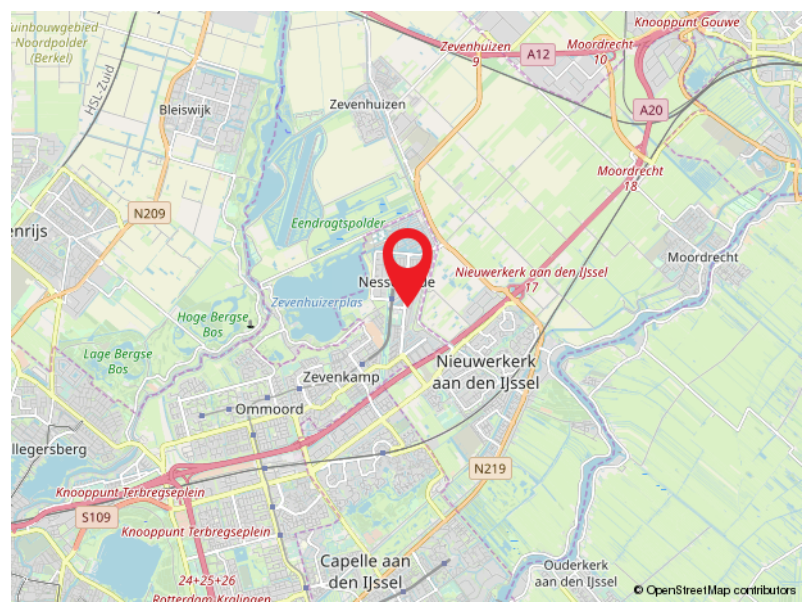 Knooppunt Gouwe
uinbouwgebied
-Noordpolder
(Berkel)
Zevenhuizen
9
A12
Moordrecht
10
HSL-Zuid
Bleiswijk
Zevenhuizen
A20
Moordrecht
18
N209
Eendragtspolder
enrijs
Moordrecht
Nieuwerkerk aan den IJssel
17
Zevenhuizerplas
Hoge Bergse
Bos
Lage Bergse
Bos
Nieuwerkerk
aan den IJssel
Zevenkamp
Ommoord
llegersberg
N219
Knooppunt Terbregseplein
S109
Knooppunt Terbregseplein
Capelle aan
den IJssel
Ouderkerk
aan den IJssel
24+25+26
Rotterdam Kralingen
© OpenStreetMap contributors